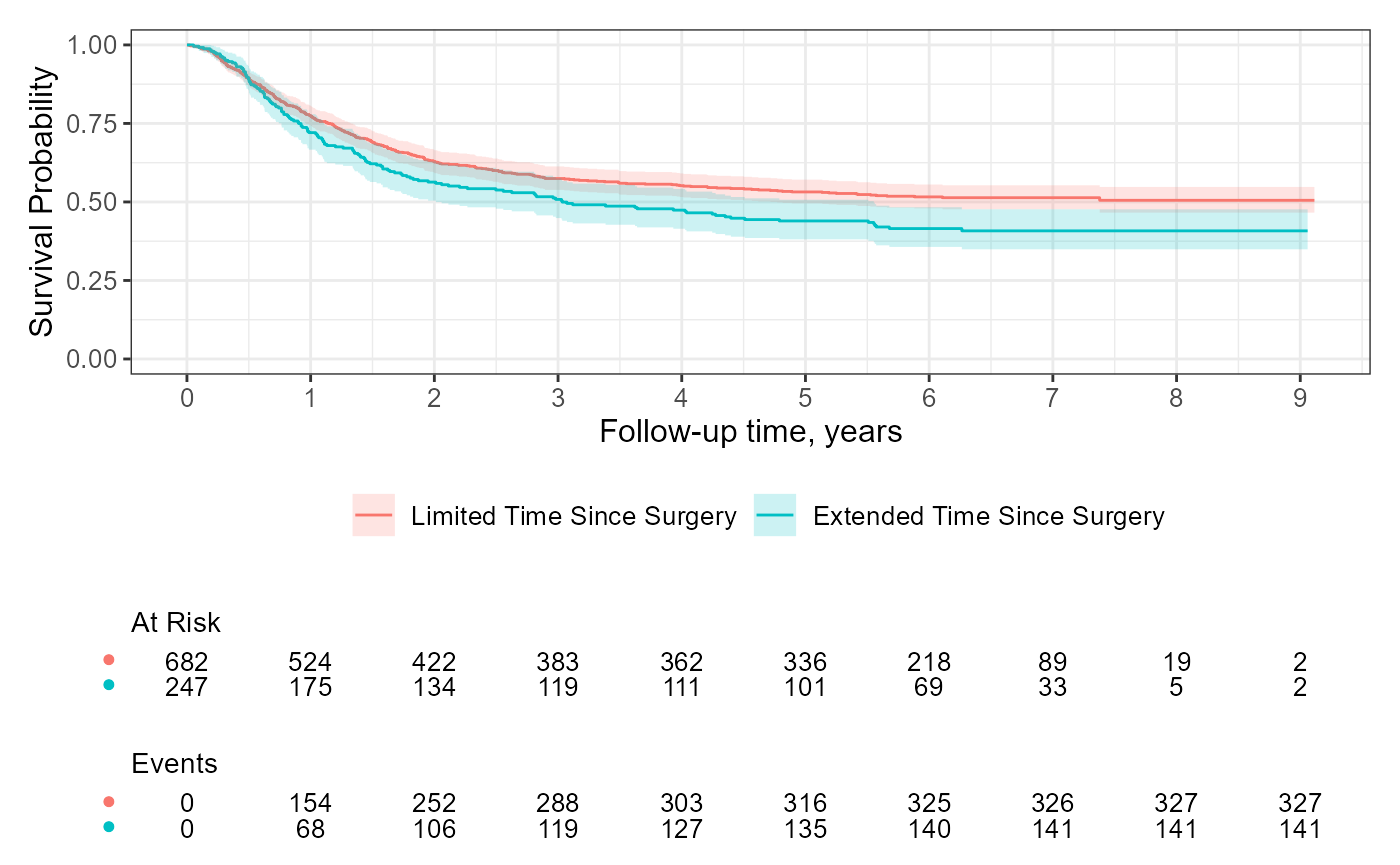 Survival Probability
1.00
0.75
0.50
0.25
0.00
0 1 2 3 4 5 6 7 8 9
Follow-up time, years
Limited Time Since Surgery Extended Time Since Surgery
At Risk
682 524 422 383 362 336 218 89 19 2
247 175 134 119 111 101 69 33 5 2
Events
0 154 252 288 303 316 325 326 327 327
0 68 106 119 127 135 140 141 141 141